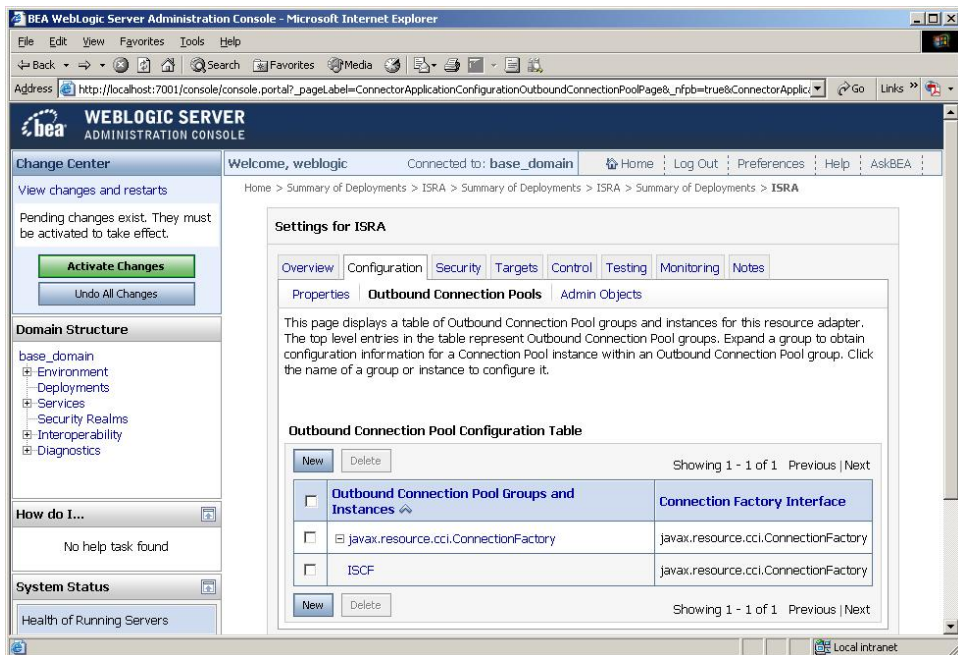 BEA WebLogic Server Administration Console - Microsoft Internet Explorer
File Edit View Favorites Tools Help
Back Search Favorites Media
Address http://localhost:7001/console/console.portal?_pageLabel=ConnectorApplicationConfigurationOutboundConnectionPoolPage&_nfpb=true&ConnectorApplic Go Links »
bea WEBLOGIC SERVER
ADMINISTRATION CONSOLE
Change Center
Welcome, weblogic Connected to: base_domain Home Log Out Preferences Help AskBEA
View changes and restarts
Home > Summary of Deployments > ISRA > Summary of Deployments > ISRA > Summary of Deployments > ISRA
Pending changes exist. They must
be activated to take effect.
Activate Changes
Undo All Changes
Domain Structure
base_domain
Environment
Deployments
Services
Security Realms
Interoperability
Diagnostics
How do I...
No help task found
System Status
Health of Running Servers
Settings for ISRA
Overview Configuration Security Targets Control Testing Monitoring Notes
Properties Outbound Connection Pools Admin Objects
This page displays a table of Outbound Connection Pool groups and instances for this resource adapter.
The top level entries in the table represent Outbound Connection Pool groups. Expand a group to obtain
configuration information for a Connection Pool instance within an Outbound Connection Pool group. Click
the name of a group or instance to configure it.
Outbound Connection Pool Configuration Table
New Delete Showing 1 - 1 of 1 Previous | Next
Outbound Connection Pool Groups and
Instances
Connection Factory Interface
javax.resource.cci.ConnectionFactory javax.resource.cci.ConnectionFactory
ISCF javax.resource.cci.ConnectionFactory
New Delete Showing 1 - 1 of 1 Previous | Next
Local intranet